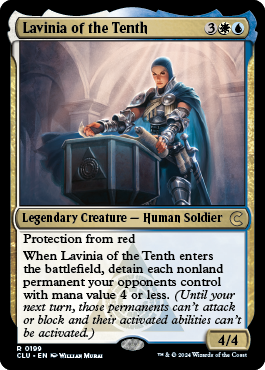 Lavinia of the Tenth 3
Legendary Creature — Human Soldier
Protection from red
When Lavinia of the Tenth enters
the battlefield, detain each nonland
permanent your opponents control
with mana value 4 or less. (Until your
next turn, those permanents can't attack
or block and their activated abilities can't
be activated.)
4/4
R 0199
CLU • EN Willian Murai
™ & © 2024 Wizards of the Coast